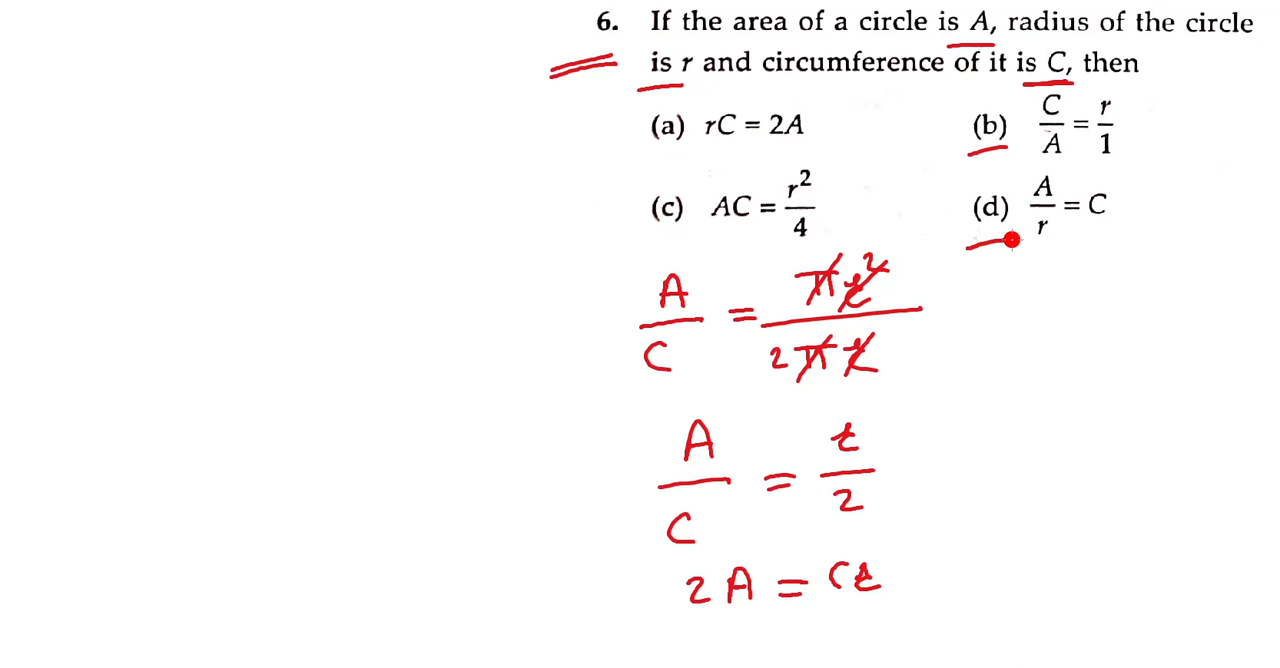 6. If the area of a circle is A, radius of the circle
is r and circumference of it is C, then
(a) rC = 2A (b) C/A = r/1
(c) AC = r²/4 (d) A/r = C
A/C = πr²/2πr
A/C = r/2
2A = Cr